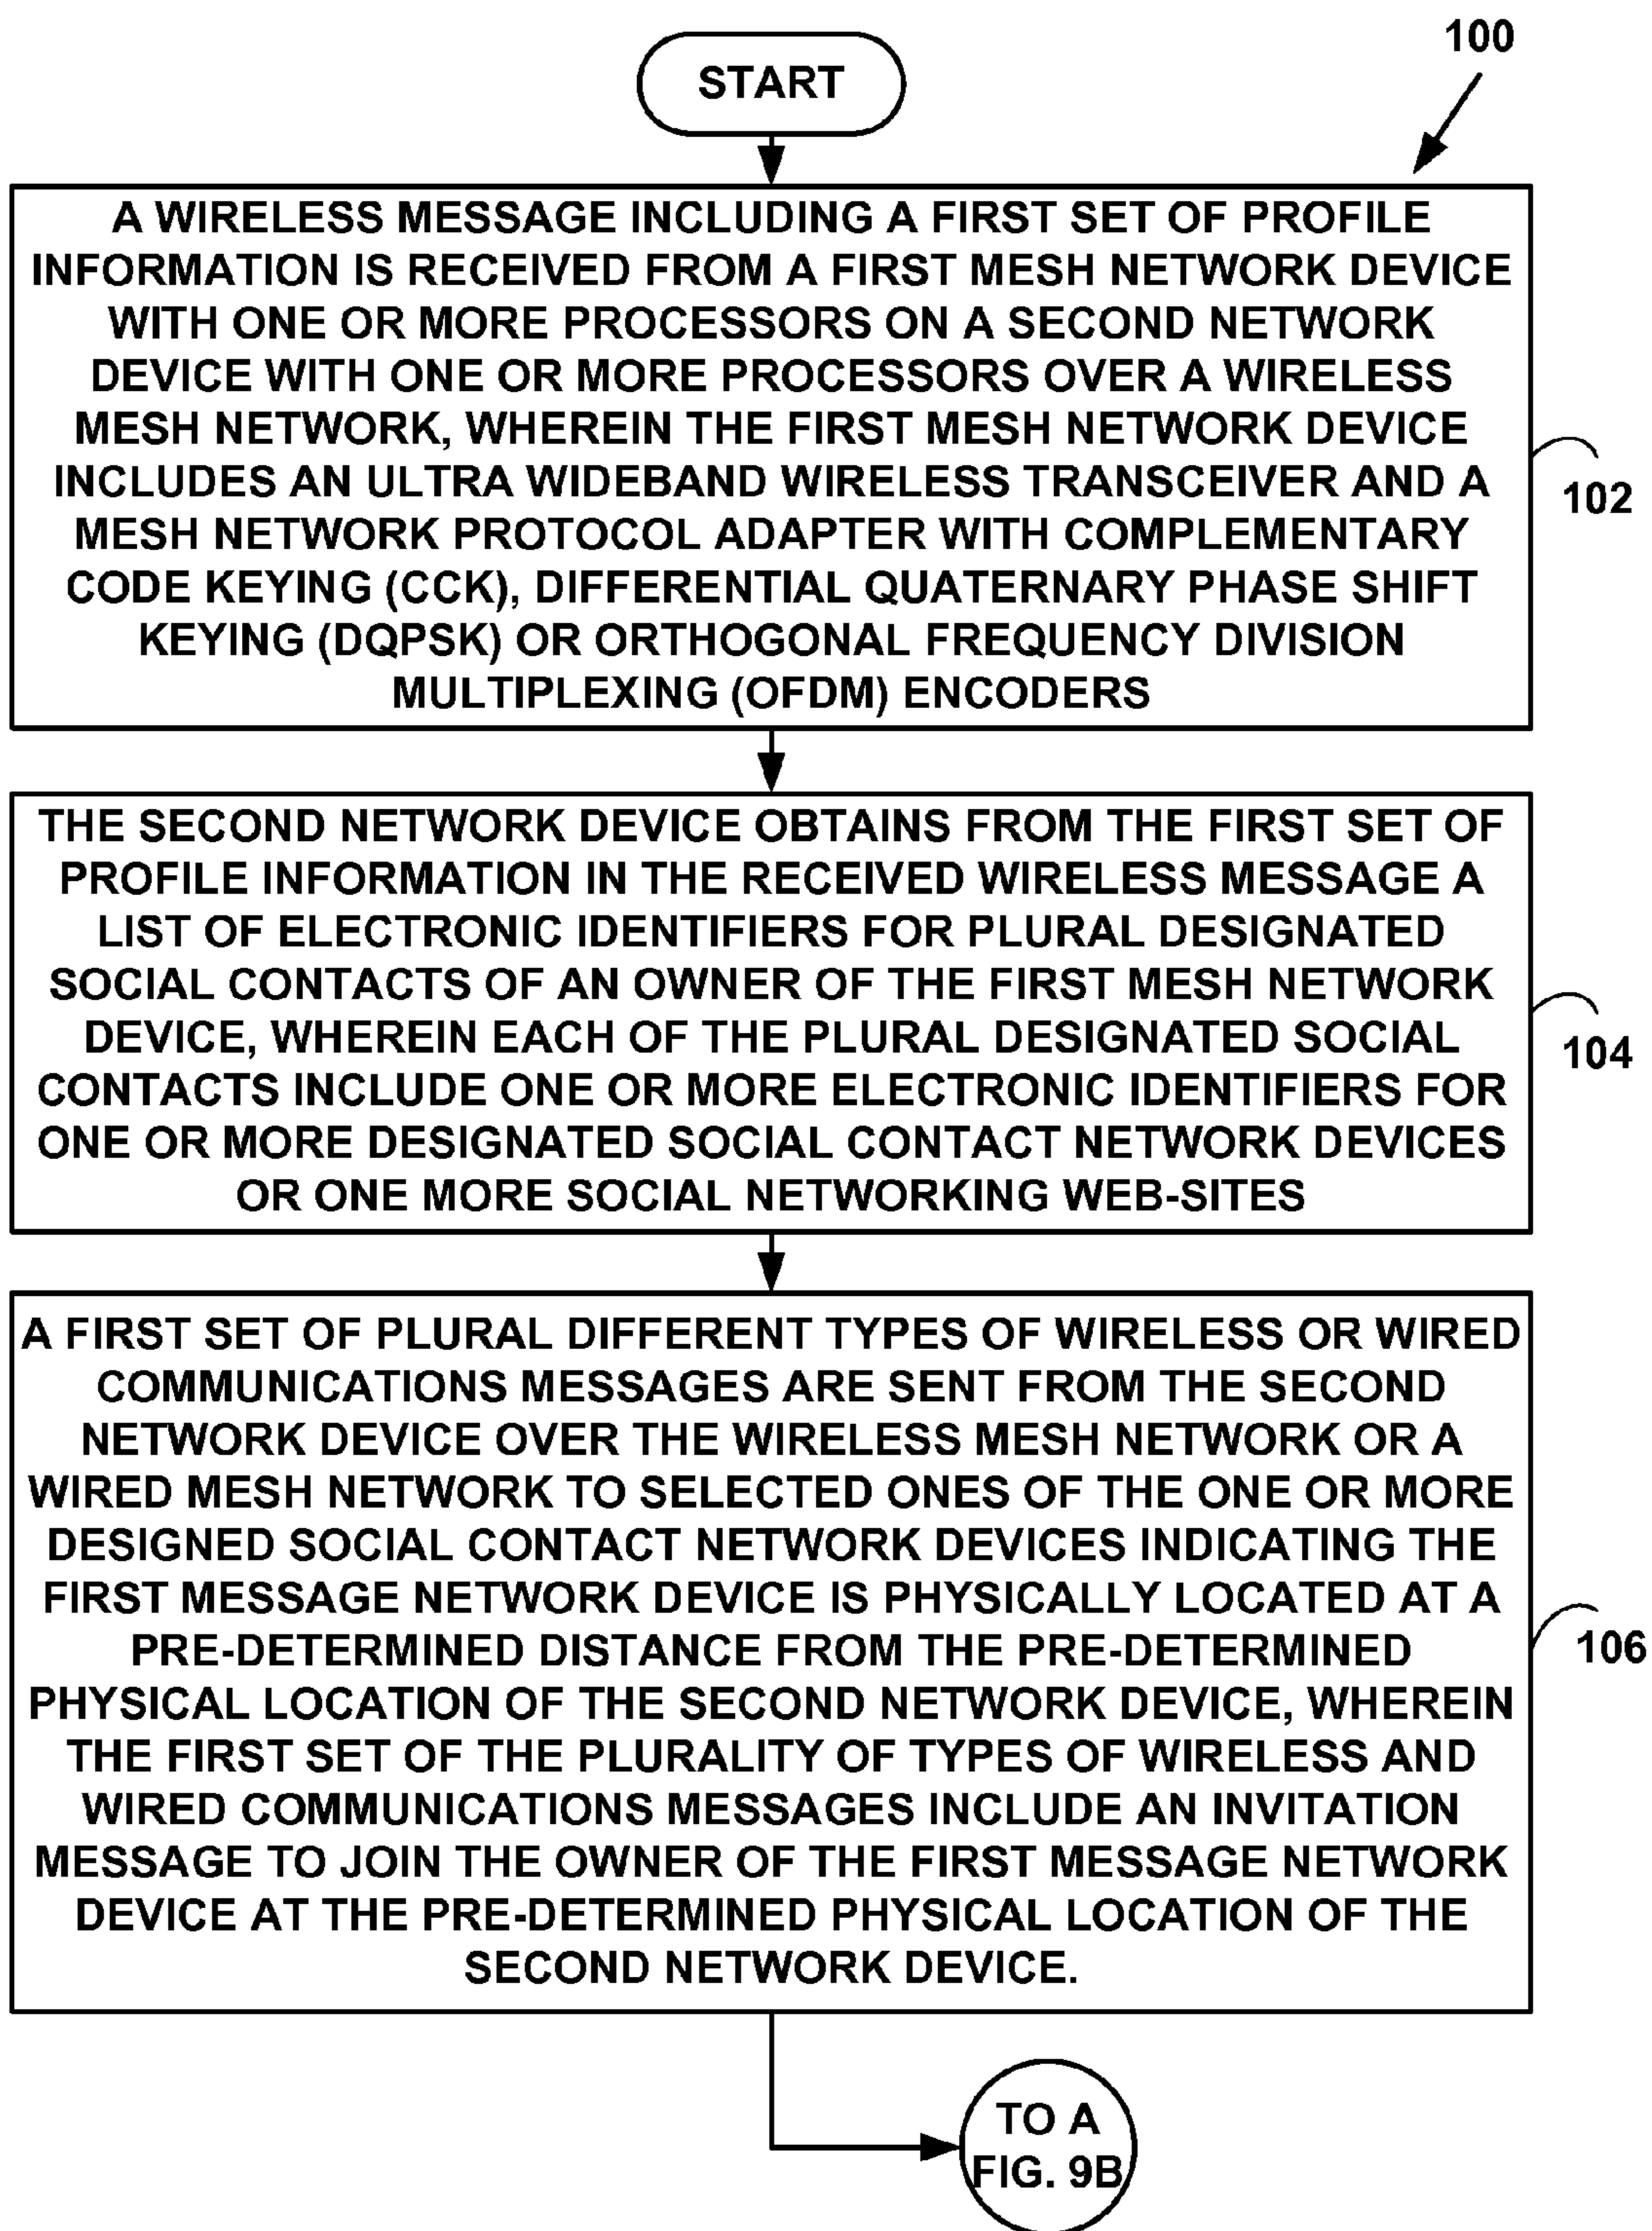 100
START
A WIRELESS MESSAGE INCLUDING A FIRST SET OF PROFILE
INFORMATION IS RECEIVED FROM A FIRST MESH NETWORK DEVICE
WITH ONE OR MORE PROCESSORS ON A SECOND NETWORK
DEVICE WITH ONE OR MORE PROCESSORS OVER A WIRELESS
MESH NETWORK, WHEREIN THE FIRST MESH NETWORK DEVICE
INCLUDES AN ULTRA WIDEBAND WIRELESS TRANSCEIVER AND A
MESH NETWORK PROTOCOL ADAPTER WITH COMPLEMENTARY
CODE KEYING (CCK), DIFFERENTIAL QUATERNARY PHASE SHIFT
KEYING (DQPSK) OR ORTHOGONAL FREQUENCY DIVISION
MULTIPLEXING (OFDM) ENCODERS
102
THE SECOND NETWORK DEVICE OBTAINS FROM THE FIRST SET OF
PROFILE INFORMATION IN THE RECEIVED WIRELESS MESSAGE A
LIST OF ELECTRONIC IDENTIFIERS FOR PLURAL DESIGNATED
SOCIAL CONTACTS OF AN OWNER OF THE FIRST MESH NETWORK
DEVICE, WHEREIN EACH OF THE PLURAL DESIGNATED SOCIAL
CONTACTS INCLUDE ONE OR MORE ELECTRONIC IDENTIFIERS FOR
ONE OR MORE DESIGNATED SOCIAL CONTACT NETWORK DEVICES
OR ONE MORE SOCIAL NETWORKING WEB-SITES
104
A FIRST SET OF PLURAL DIFFERENT TYPES OF WIRELESS OR WIRED
COMMUNICATIONS MESSAGES ARE SENT FROM THE SECOND
NETWORK DEVICE OVER THE WIRELESS MESH NETWORK OR A
WIRED MESH NETWORK TO SELECTED ONES OF THE ONE OR MORE
DESIGNED SOCIAL CONTACT NETWORK DEVICES INDICATING THE
FIRST MESSAGE NETWORK DEVICE IS PHYSICALLY LOCATED AT A
PRE-DETERMINED DISTANCE FROM THE PRE-DETERMINED
PHYSICAL LOCATION OF THE SECOND NETWORK DEVICE, WHEREIN
THE FIRST SET OF THE PLURALITY OF TYPES OF WIRELESS AND
WIRED COMMUNICATIONS MESSAGES INCLUDE AN INVITATION
MESSAGE TO JOIN THE OWNER OF THE FIRST MESSAGE NETWORK
DEVICE AT THE PRE-DETERMINED PHYSICAL LOCATION OF THE
SECOND NETWORK DEVICE.
106
TO A
FIG. 9B